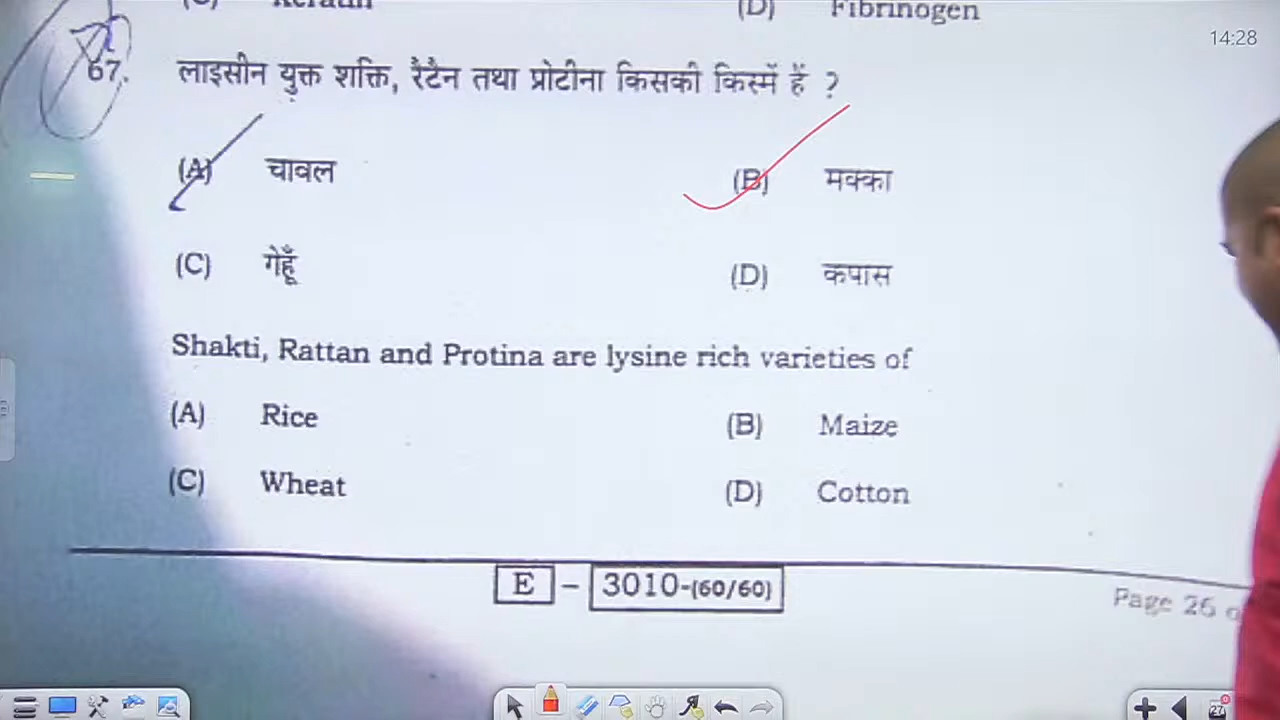 (D) Fibrinogen
14:28
67. लाइसीन युक्त शक्ति, रैटैन तथा प्रोटीना किसकी किस्में हैं ?
(A) चावल (B) मक्का
(C) गेहूँ (D) कपास
Shakti, Rattan and Protina are lysine rich varieties of
(A) Rice (B) Maize
(C) Wheat (D) Cotton
E – 3010-(60/60)
Page 26
27